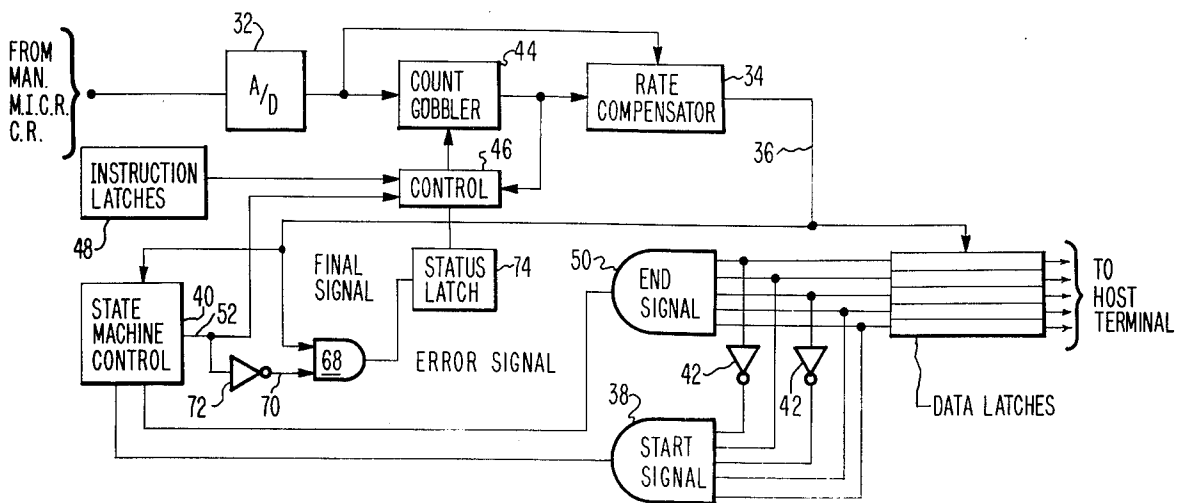 FROM
MAN.
M.I.C.R.
C.R.
32
A/D
44
COUNT
GOBBLER
34
RATE
COMPENSATOR
36
INSTRUCTION
LATCHES
48
46
CONTROL
FINAL
SIGNAL
STATUS
LATCH
74
50
END
SIGNAL
TO
HOST
TERMINAL
40
52
STATE
MACHINE
CONTROL
68
ERROR SIGNAL
72
70
42
42
38
START
SIGNAL
DATA LATCHES